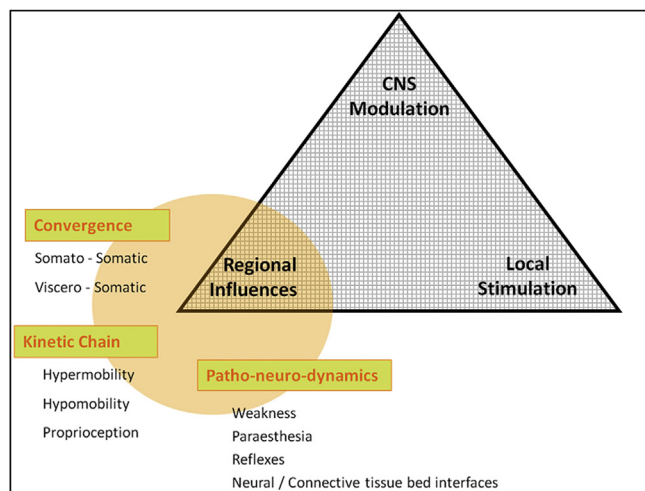 CNS
Modulation
Convergence
Somato - Somatic
Viscero - Somatic
Regional
Influences
Local
Stimulation
Kinetic Chain
Hypermobility
Hypomobility
Proprioception
Patho-neuro-dynamics
Weakness
Paraesthesia
Reflexes
Neural / Connective tissue bed interfaces